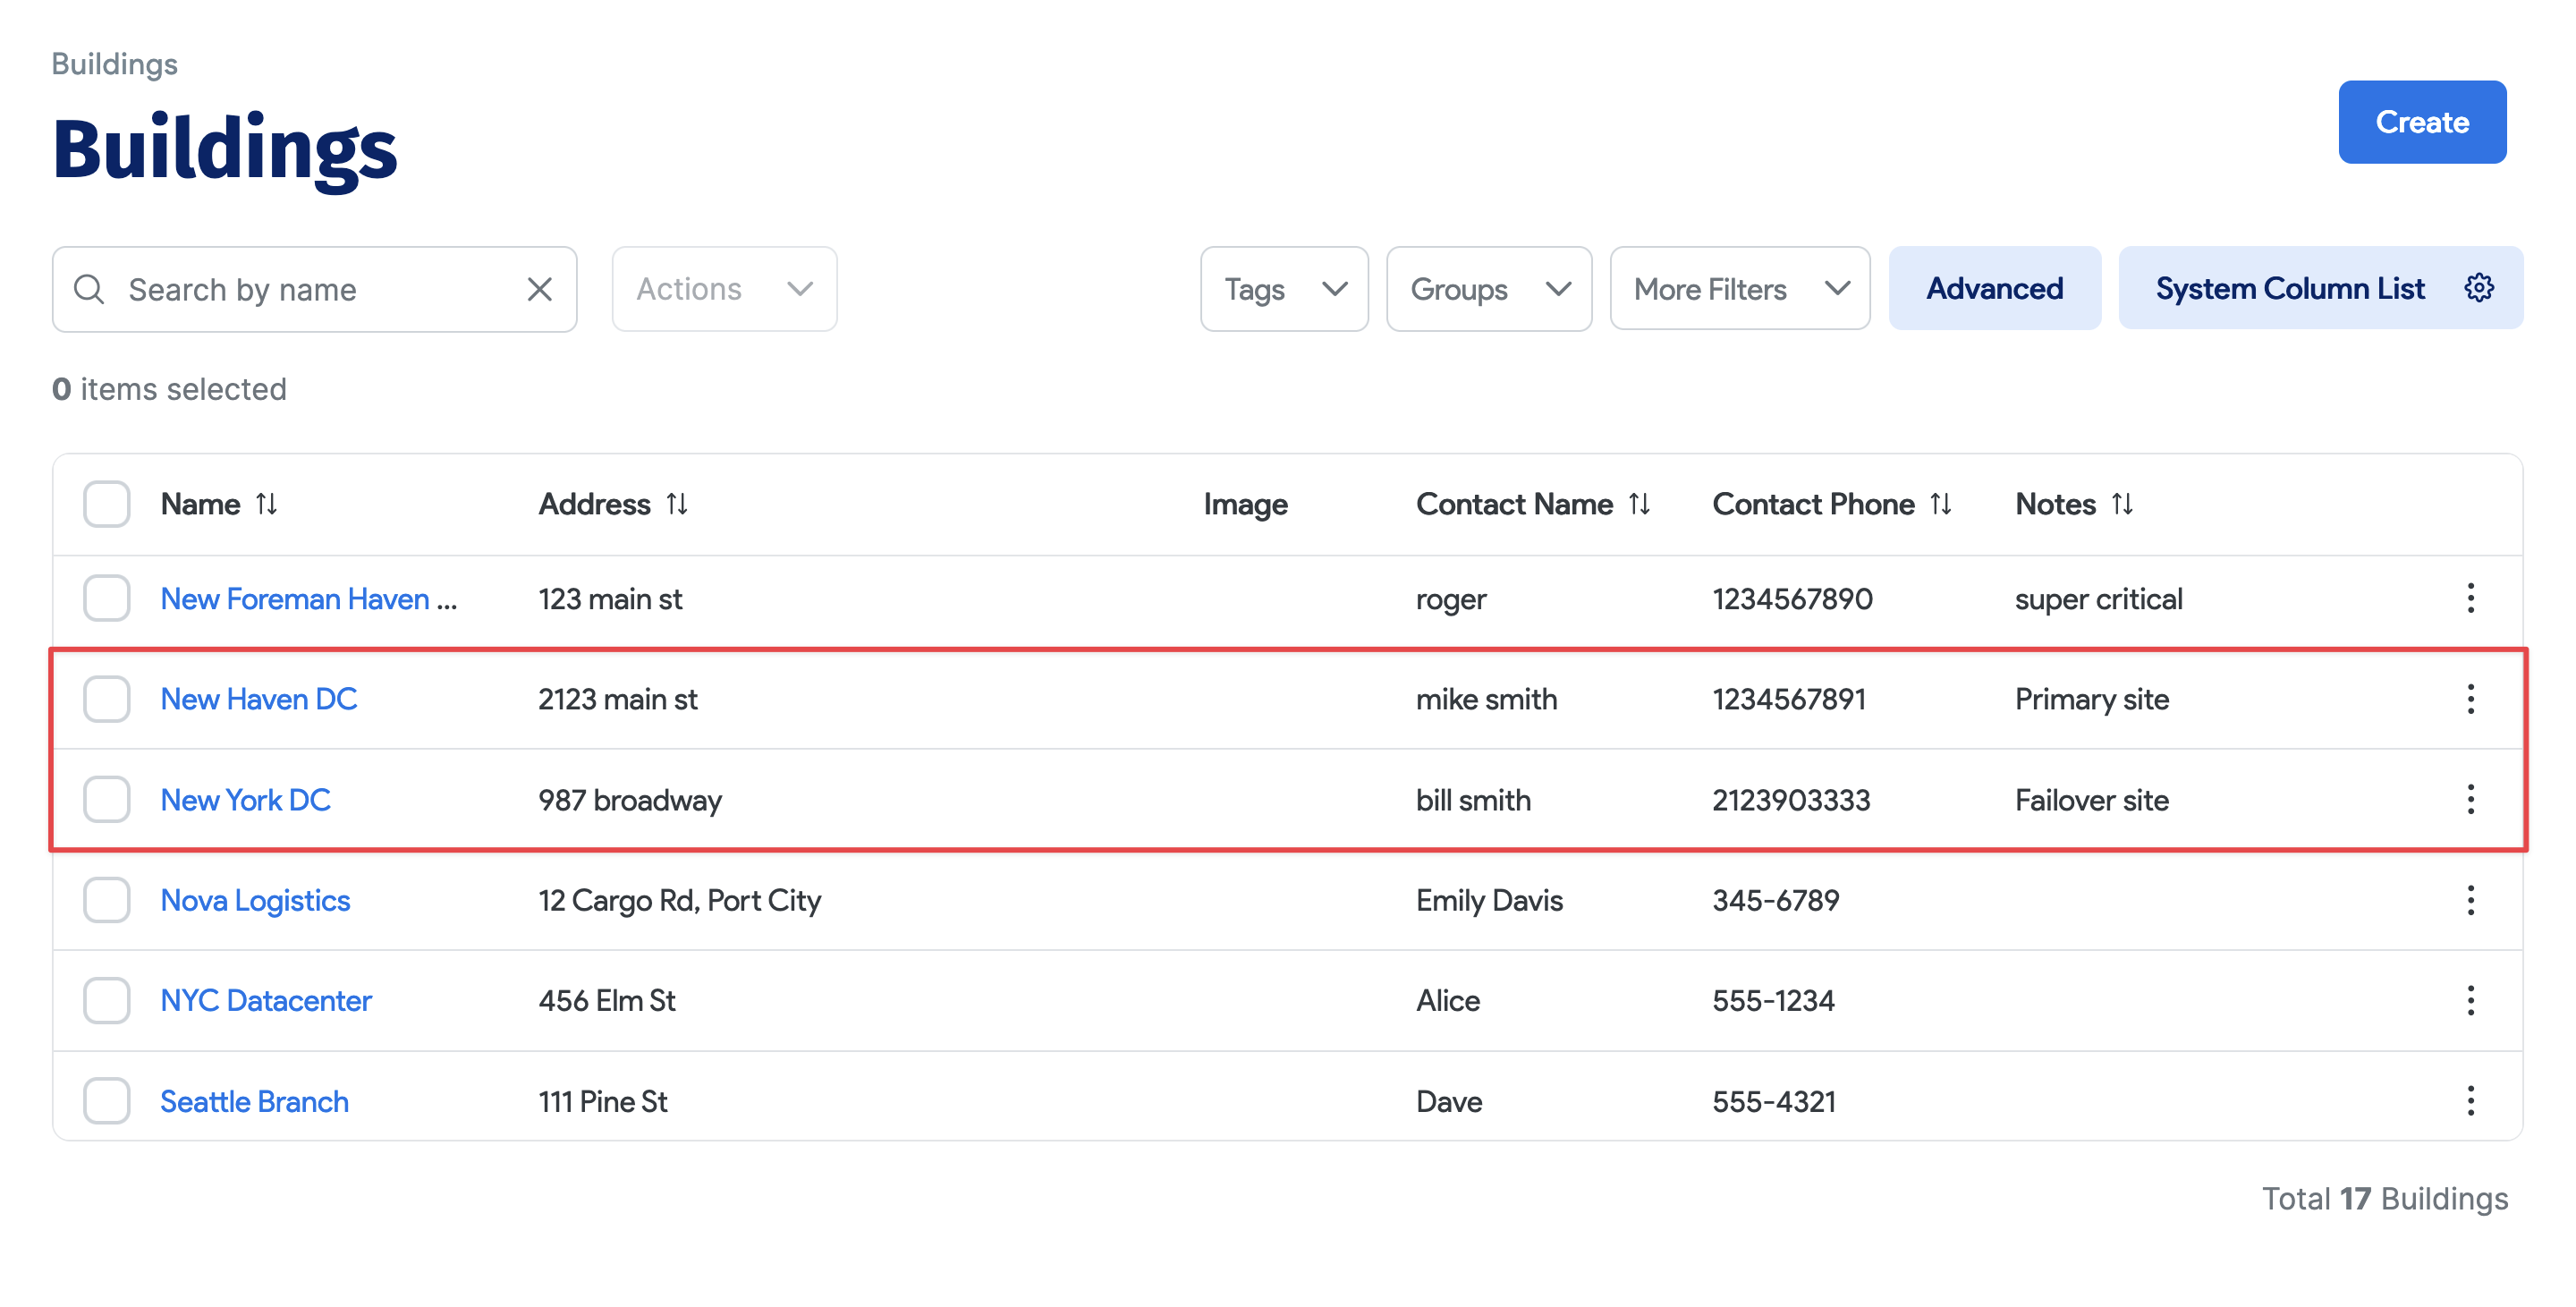 Buildings
Buildings
Create
Search by name
Actions
Tags
Groups
More Filters
Advanced
System Column List
0 items selected
Name Address Image Contact Name Contact Phone Notes
New Foreman Haven ... 123 main st roger 1234567890 super critical
New Haven DC 2123 main st mike smith 1234567891 Primary site
New York DC 987 broadway bill smith 2123903333 Failover site
Nova Logistics 12 Cargo Rd, Port City Emily Davis 345-6789
NYC Datacenter 456 Elm St Alice 555-1234
Seattle Branch 111 Pine St Dave 555-4321
Total 17 Buildings